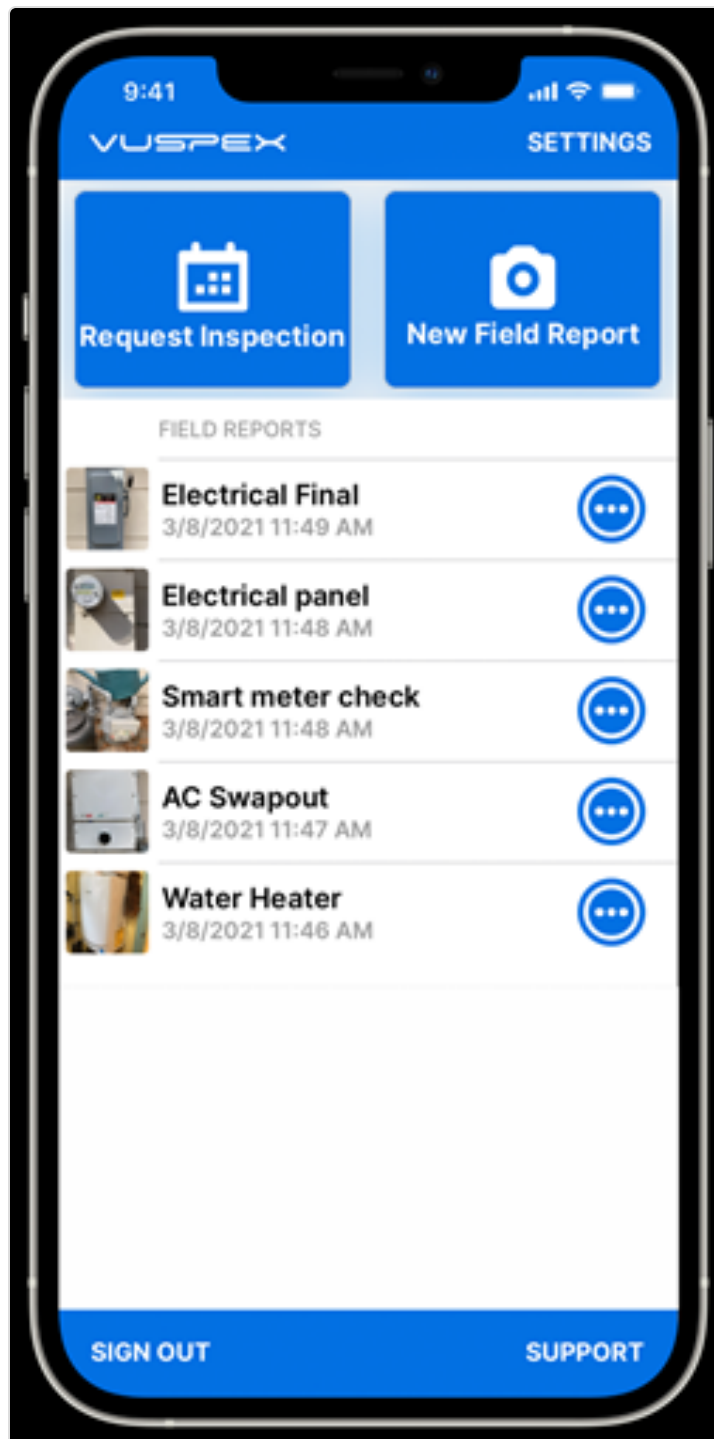 9:41
VUSPEX
SETTINGS
Request Inspection
New Field Report
FIELD REPORTS
Electrical Final
3/8/2021 11:49 AM
Electrical panel
3/8/2021 11:48 AM
Smart meter check
3/8/2021 11:48 AM
AC Swapout
3/8/2021 11:47 AM
Water Heater
3/8/2021 11:46 AM
SIGN OUT
SUPPORT